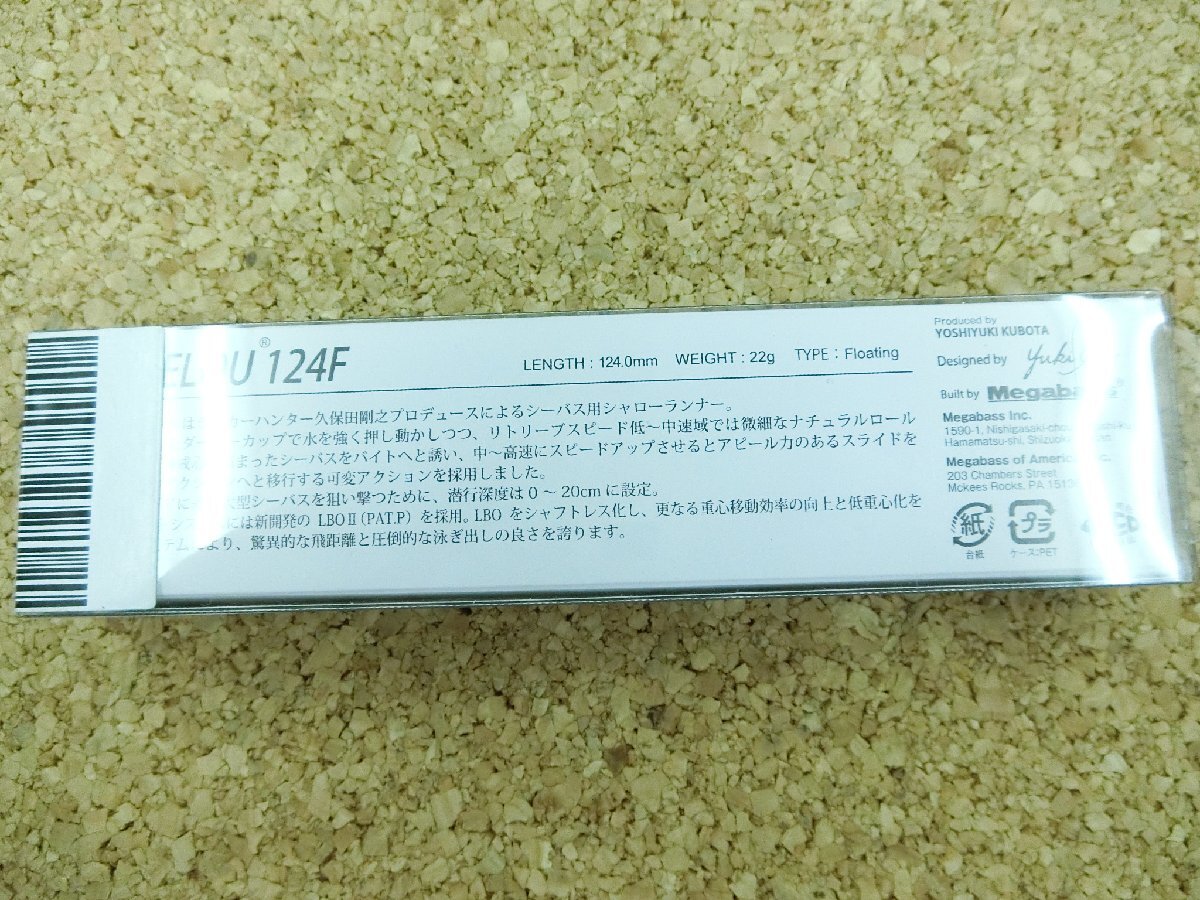 124F
LENGTH : 124.0mm WEIGHT : 22g TYPE : Floating
は カーハンター久保田剛之プロデュースによるシーバス用シャローランナー。
カップで水を強く押し動かしつつ、リトリーブスピード低〜中速域では微細なナチュラルロール
まったシーバスをバイトへと誘い、中〜高速にスピードアップさせるとアピール力のあるスライドを
へと移行する可変アクションを採用しました。
型シーバスを狙い撃つために、潜行深度は0〜20cmに設定。
には新開発の LBOⅡ(PAT.P) を採用。LBO をシャフトレス化し、更なる重心移動効率の向上と低重心化を
より、驚異的な飛距離と圧倒的な泳ぎ出しの良さを誇ります。
Produced by
YOSHIYUKI KUBOTA
Designed by
Built by Megabass
Megabass Inc.
1590-1, Nishigasaki-cho
Hamamatsu-shi,
Megabass of
203 Chambers Street
Mckees Rocks, PA
紙 プラ
台紙 ケース:PET